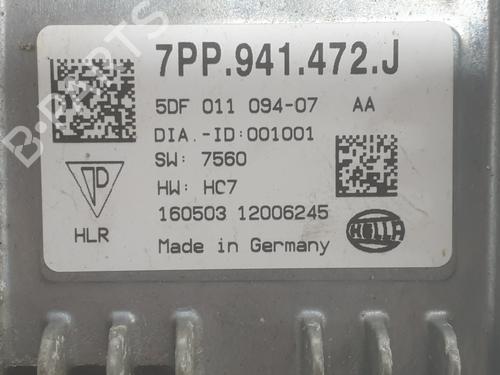 B-PARTS
7PP.941.472.J
5DF 011 094-07 AA
DIA.-ID:001001
SW: 7560
HW: HC7
160503 12006245
HLR
Made in Germany
HELLA